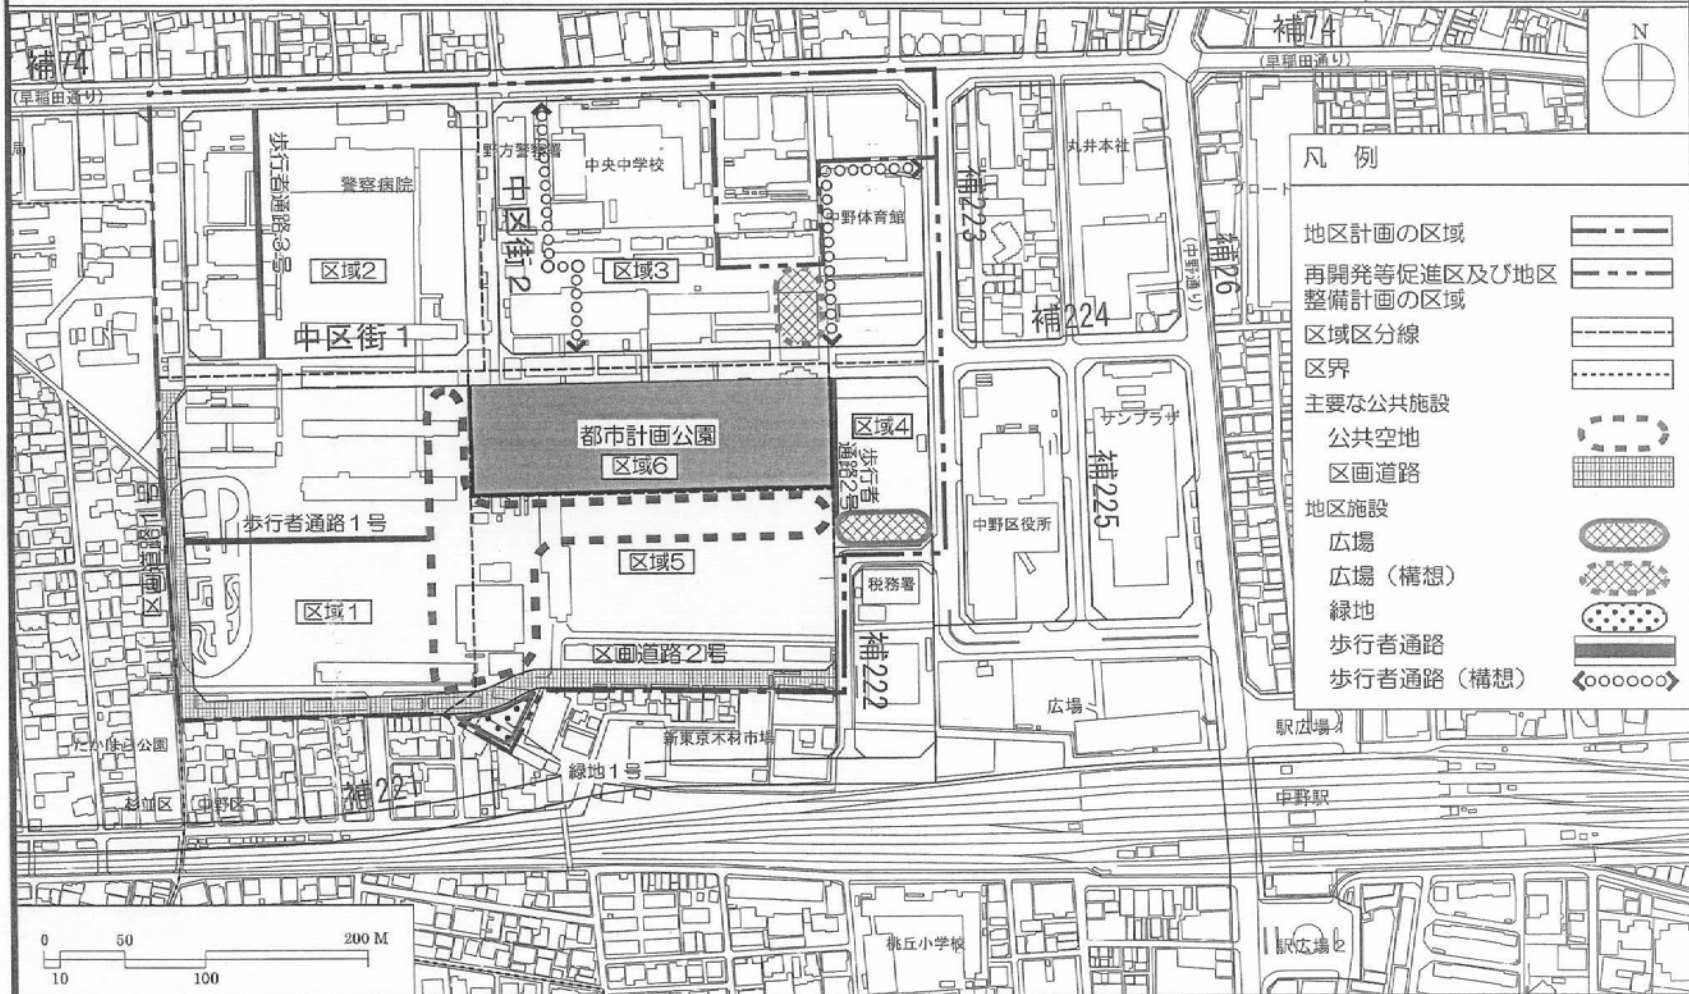 補74
(早稲田通り)
補74
(早稲田通り)
N
局
歩行者通路3号
警察病院
野方警察署
中央中学校
中区街2
区域2
区域3
中野体育館
補223
丸井本社
(中野通り)
補26
補224
中区街1
都市計画公園
区域6
区域4
歩行者
通路2号
サンプラザ
補225
中野区役所
歩行者通路1号
区域1
区域5
税務署
区画道路2号
補222
広場
駅広場1
新東京木材市場
たかはら公園
緑地1号
補221
杉並区
中野区
中野駅
桃丘小学校
駅広場2
凡 例
地区計画の区域
再開発等促進区及び地区
整備計画の区域
区域区分線
区界
主要な公共施設
公共空地
区画道路
地区施設
広場
広場(構想)
緑地
歩行者通路
歩行者通路(構想)
0 50 200 M
10 100